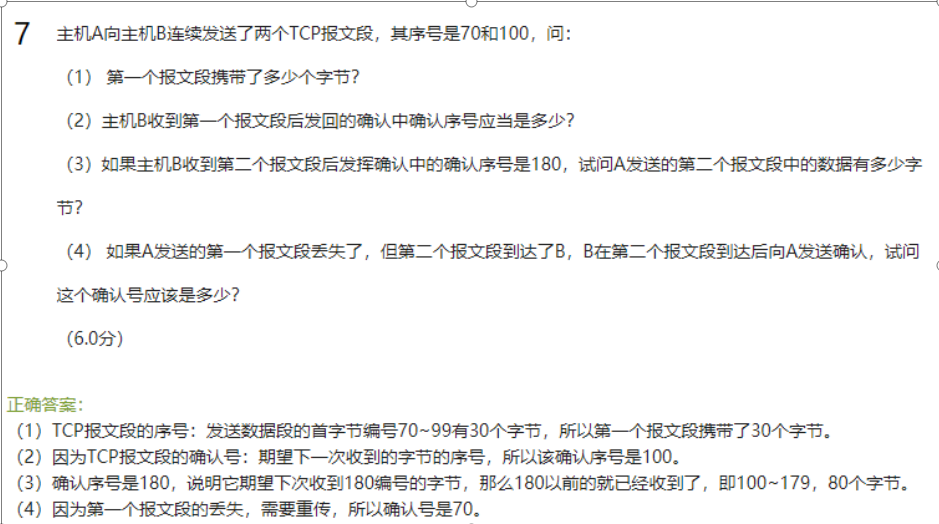 7 主机A向主机B连续发送了两个TCP报文段，其序号是70和100，问：
（1） 第一个报文段携带了多少个字节？
（2）主机B收到第一个报文段后发回的确认中确认序号应当是多少？
（3）如果主机B收到第二个报文段后发挥确认中的确认序号是180，试问A发送的第二个报文段中的数据有多少字
节？
（4） 如果A发送的第一个报文段丢失了，但第二个报文段到达了B，B在第二个报文段到达后向A发送确认，试问
这个确认号应该是多少？
（6.0分）
正确答案：
（1）TCP报文段的序号：发送数据段的首字节编号70~99有30个字节，所以第一个报文段携带了30个字节。
（2）因为TCP报文段的确认号：期望下一次收到的字节的序号，所以该确认序号是100。
（3）确认序号是180，说明它期望下次收到180编号的字节，那么180以前的就已经收到了，即100~179，80个字节。
（4）因为第一个报文段的丢失，需要重传，所以确认号是70。